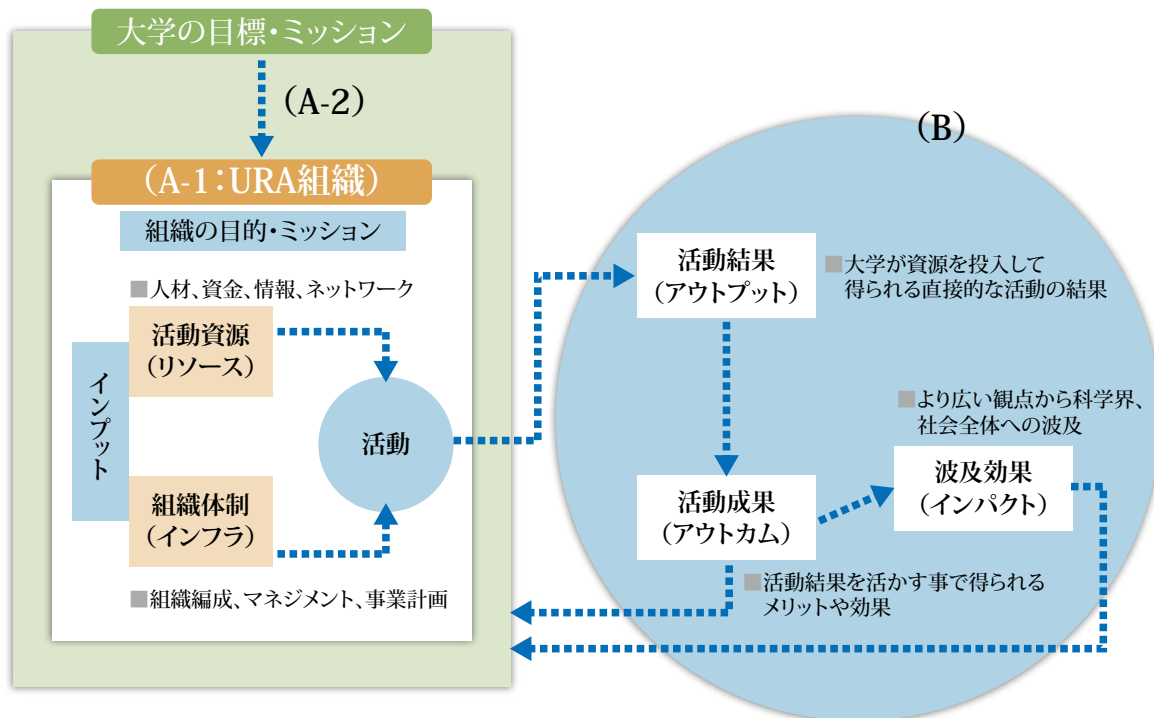 大学の目標・ミッション
(A-2)
(A-1：URA組織)
組織の目的・ミッション
■人材、資金、情報、ネットワーク
活動資源
(リソース)
インプット
活動
組織体制
(インフラ)
■組織編成、マネジメント、事業計画
(B)
活動結果
(アウトプット)
■大学が資源を投入して
得られる直接的な活動の結果
■より広い観点から科学界、
社会全体への波及
波及効果
(インパクト)
活動成果
(アウトカム)
■活動結果を活かす事で得られる
メリットや効果